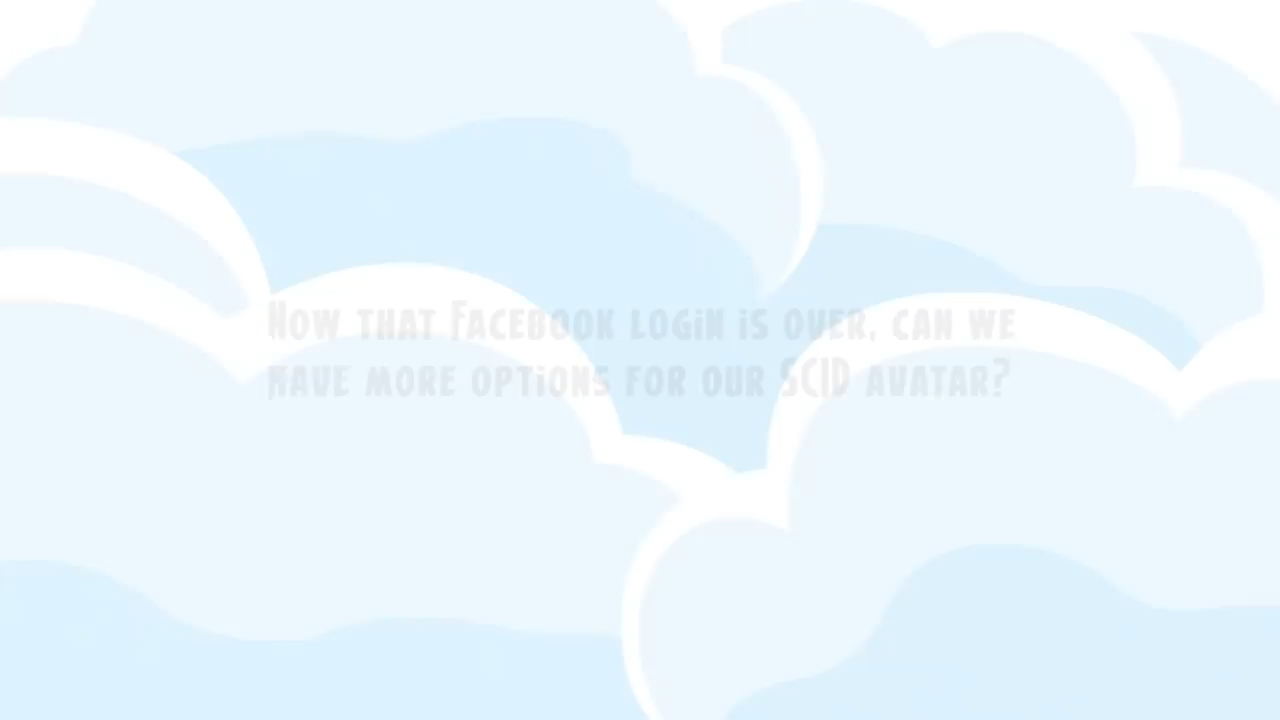 Now that Facebook login is over, can we
have more options for our SCID avatar?